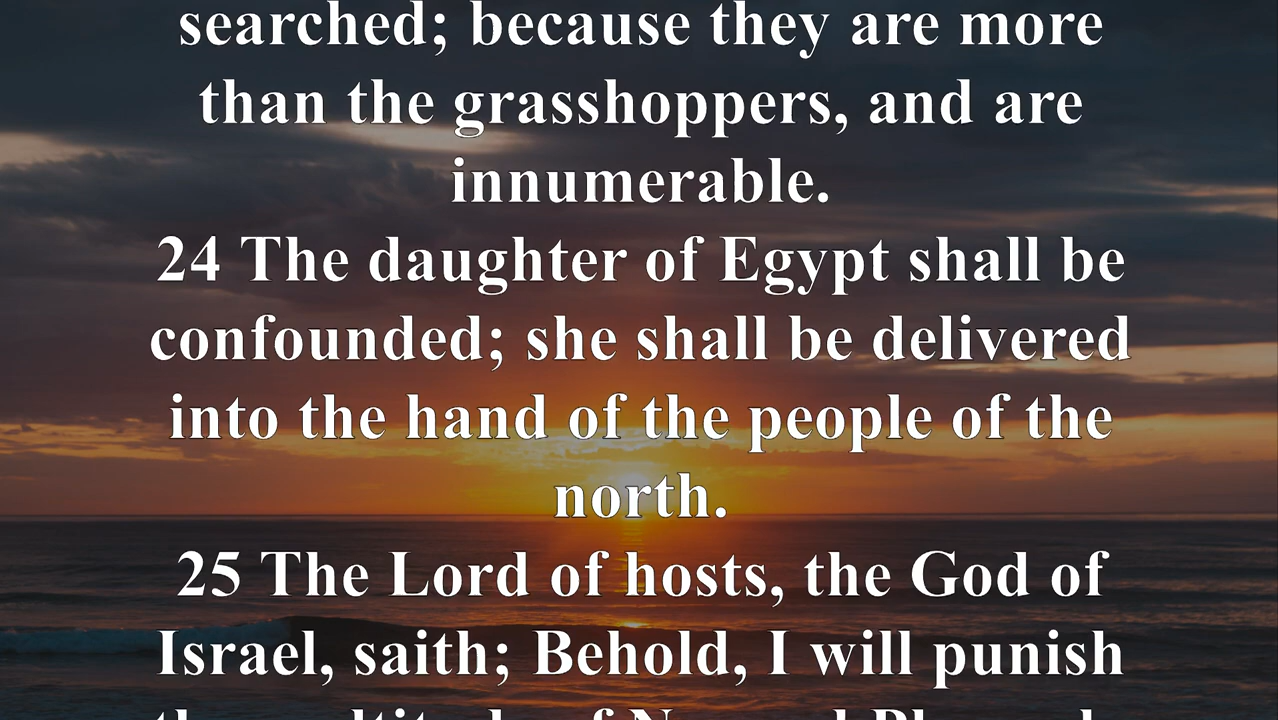 searched; because they are more
than the grasshoppers, and are
innumerable.
24 The daughter of Egypt shall be
confounded; she shall be delivered
into the hand of the people of the
north.
25 The Lord of hosts, the God of
Israel, saith; Behold, I will punish